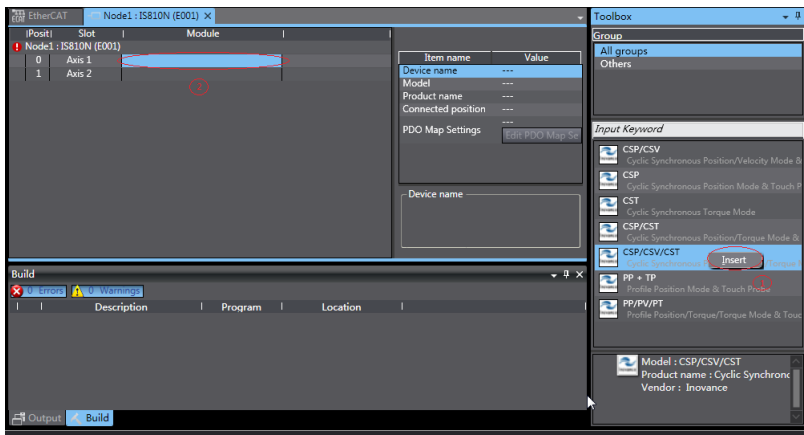 EtherCAT
Node1 : IS810N (E001)
Toolbox
|Posit| Slot | Module | |
Node1 : IS810N (E001)
0 Axis 1
1 Axis 2
2
Item name Value
Device name ---
Model ---
Product name ---
Connected position ---
---
PDO Map Settings Edit PDO Map Se
Device name
Group
All groups
Others
Input Keyword
CSP/CSV
Cyclic Synchronous Position/Velocity Mode &
CSP
Cyclic Synchronous Position Mode & Touch P
CST
Cyclic Synchronous Torque Mode
CSP/CST
Cyclic Synchronous Position/Torque Mode &
CSP/CSV/CST
Cyclic Synchronous
Insert
PP + TP
Profile Position Mode & Touch Probe
PP/PV/PT
Profile Position/Torque/Torque Mode & Touc
Model : CSP/CSV/CST
Product name : Cyclic Synchrono
Vendor : Inovance
Build
0 Errors 0 Warnings
| | Description | Program | Location |
Output Build